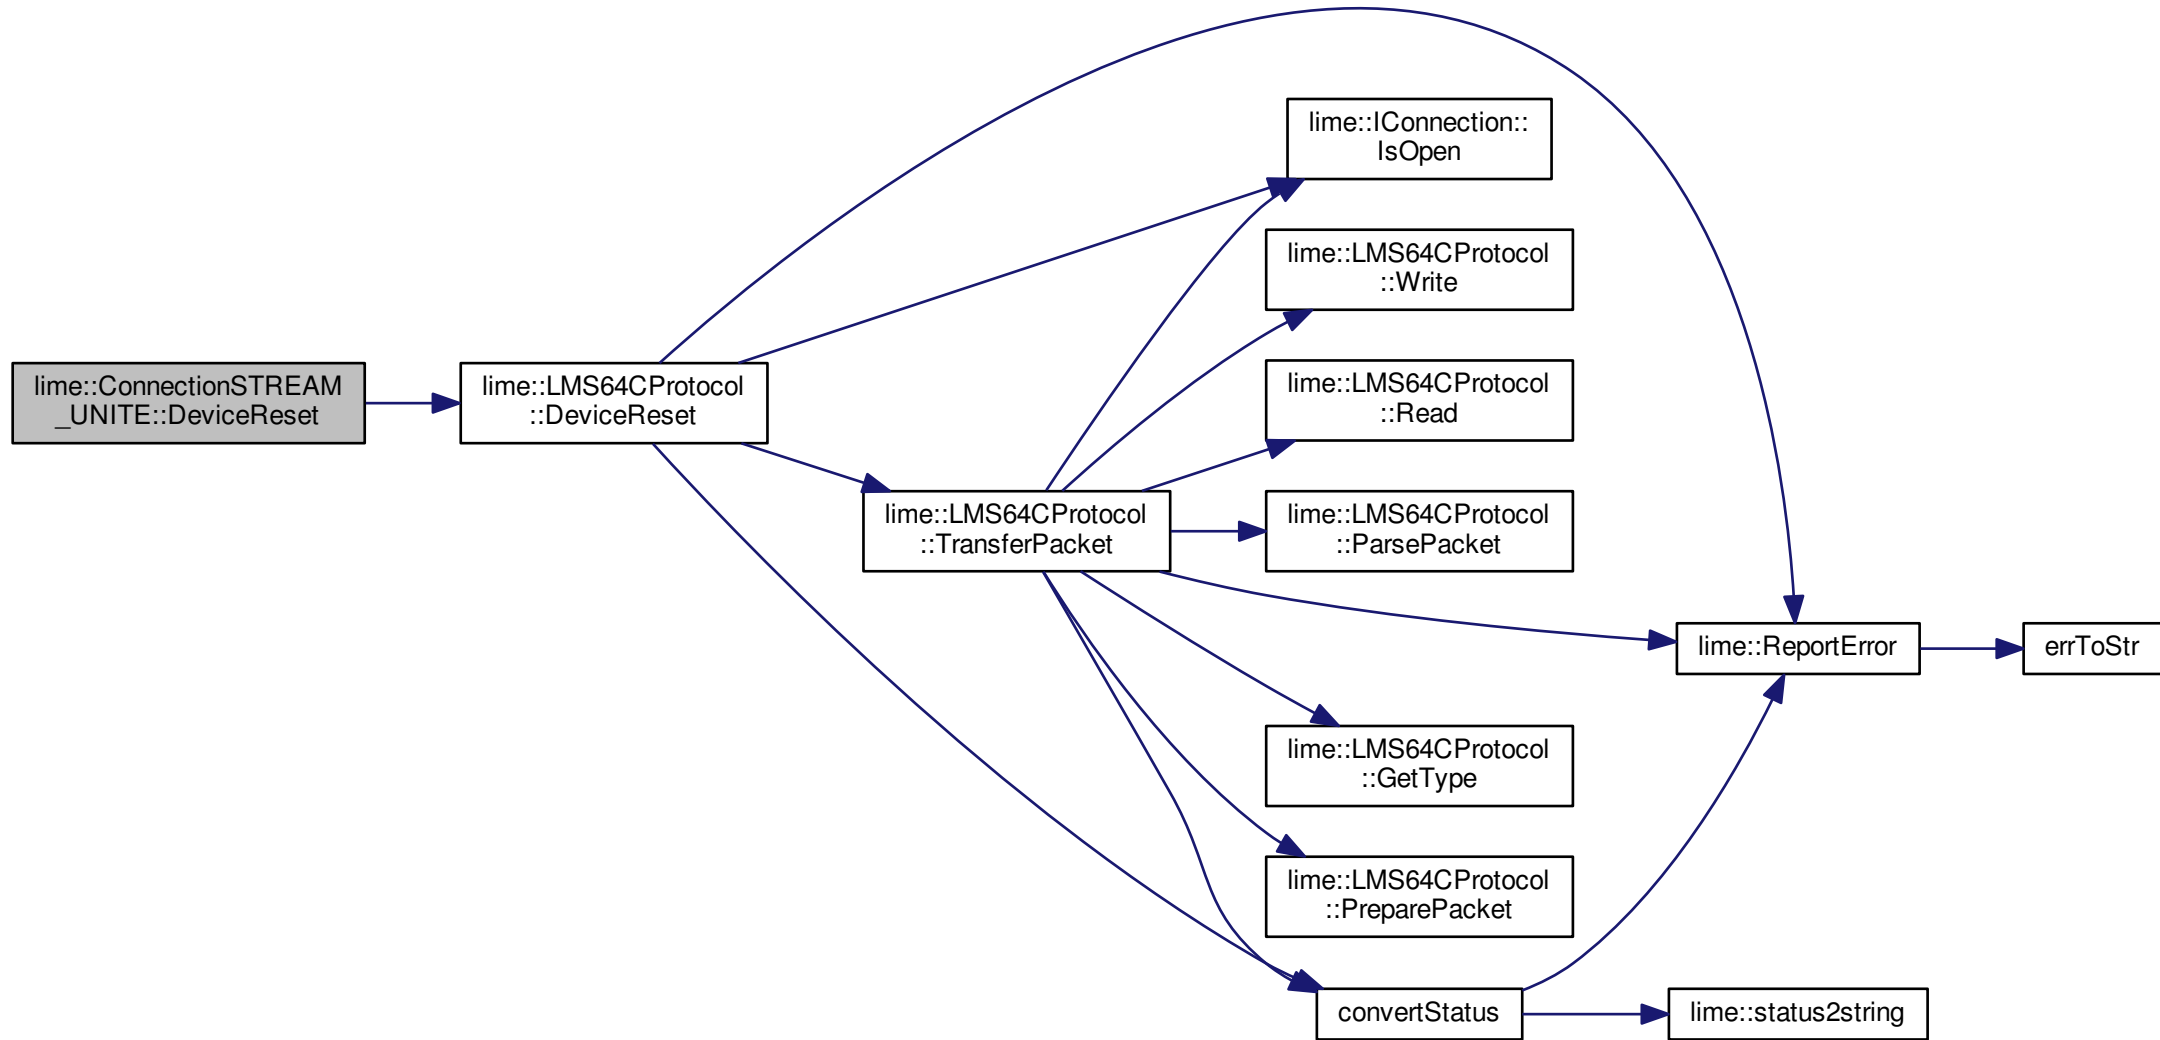 lime::ConnectionSTREAM
_UNITE::DeviceReset
lime::LMS64CProtocol
::DeviceReset
lime::LMS64CProtocol
::TransferPacket
lime::IConnection::
IsOpen
lime::LMS64CProtocol
::Write
lime::LMS64CProtocol
::Read
lime::LMS64CProtocol
::ParsePacket
lime::ReportError
errToStr
lime::LMS64CProtocol
::GetType
lime::LMS64CProtocol
::PreparePacket
convertStatus
lime::status2string